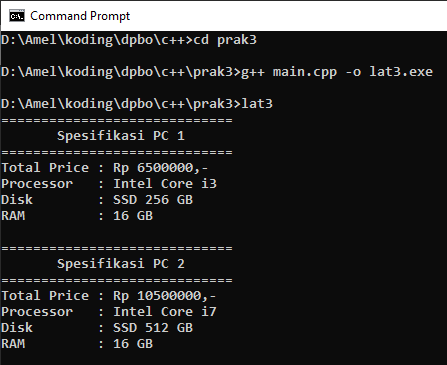 Command Prompt
D:\Amel\koding\dpbo\c++>cd prak3
D:\Amel\koding\dpbo\c++\prak3>g++ main.cpp -o lat3.exe
D:\Amel\koding\dpbo\c++\prak3>lat3
=============================
       Spesifikasi PC 1
=============================
Total Price : Rp 6500000,-
Processor   : Intel Core i3
Disk        : SSD 256 GB
RAM         : 16 GB
=============================
       Spesifikasi PC 2
=============================
Total Price : Rp 10500000,-
Processor   : Intel Core i7
Disk        : SSD 512 GB
RAM         : 16 GB